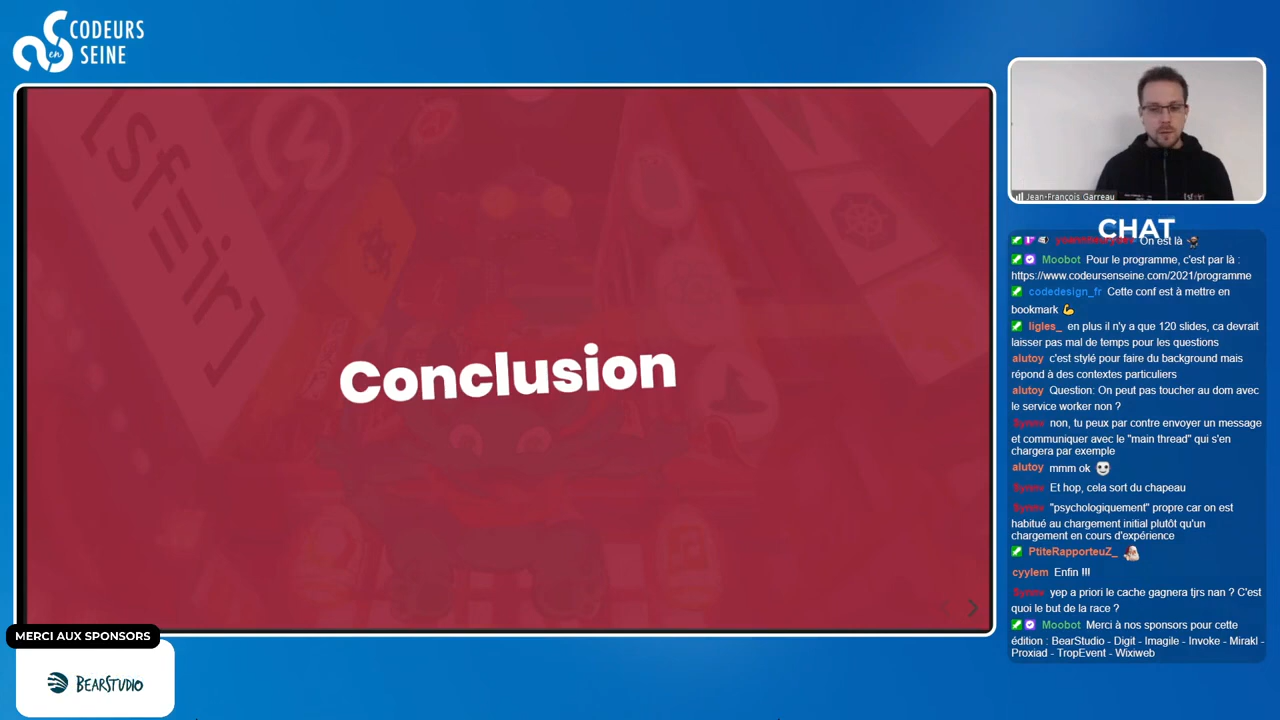 CODEURS
en
SEINE
[sf=ir]
Conclusion
Jean-François Garreau
CHAT
On est là
Moobot Pour le programme, c'est par là :
https://www.codeursenseine.com/2021/programme
codedesign_fr Cette conf est à mettre en
bookmark 💪
ligles_ en plus il n'y a que 120 slides, ca devrait
laisser pas mal de temps pour les questions
alutoy c'est stylé pour faire du background mais
répond à des contextes particuliers
alutoy Question: On peut pas toucher au dom avec
le service worker non ?
non, tu peux par contre envoyer un message
et communiquer avec le "main thread" qui s'en
chargera par exemple
alutoy mmm ok
Et hop, cela sort du chapeau
"psychologiquement" propre car on est
habitué au chargement initial plutôt qu'un
chargement en cours d'expérience
PtiteRapporteuZ_
cyylem Enfin !!!
yep a priori le cache gagnera tjrs nan ? C'est
quoi le but de la race ?
Moobot Merci à nos sponsors pour cette
édition : BearStudio - Digit - Imagile - Invoke - Mirakl -
Proxiad - TropEvent - Wixiweb
MERCI AUX SPONSORS
BEARSTUDIO